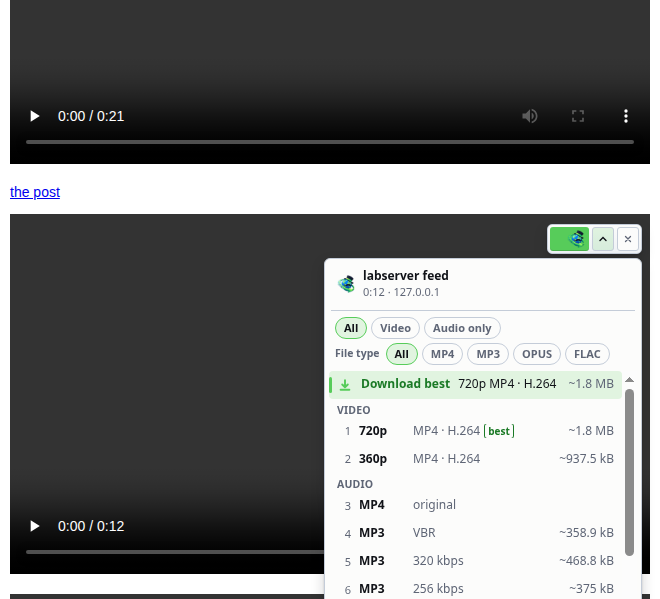 0:00 / 0:21
the post
labserver feed
0:12 · 127.0.0.1
All Video Audio only
File type All MP4 MP3 OPUS FLAC
Download best 720p MP4 · H.264 ~1.8 MB
VIDEO
1 720p MP4 · H.264 [best] ~1.8 MB
2 360p MP4 · H.264 ~937.5 kB
AUDIO
3 MP4 original
4 MP3 VBR ~358.9 kB
0:00 / 0:12
5 MP3 320 kbps ~468.8 kB
6 MP3 256 kbps ~375 kB